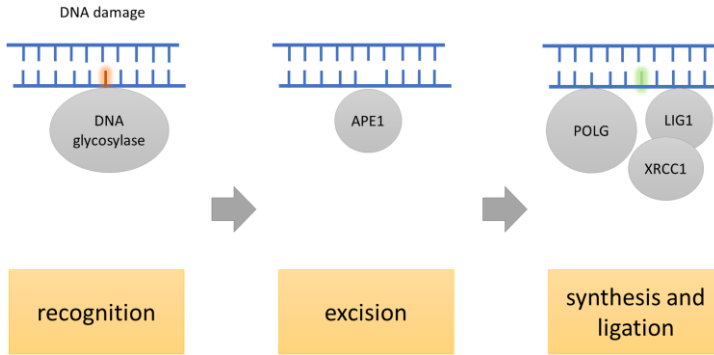 DNA damage
DNA
glycosylase
APE1
POLG
LIG1
XRCC1
recognition
excision
synthesis and
ligation